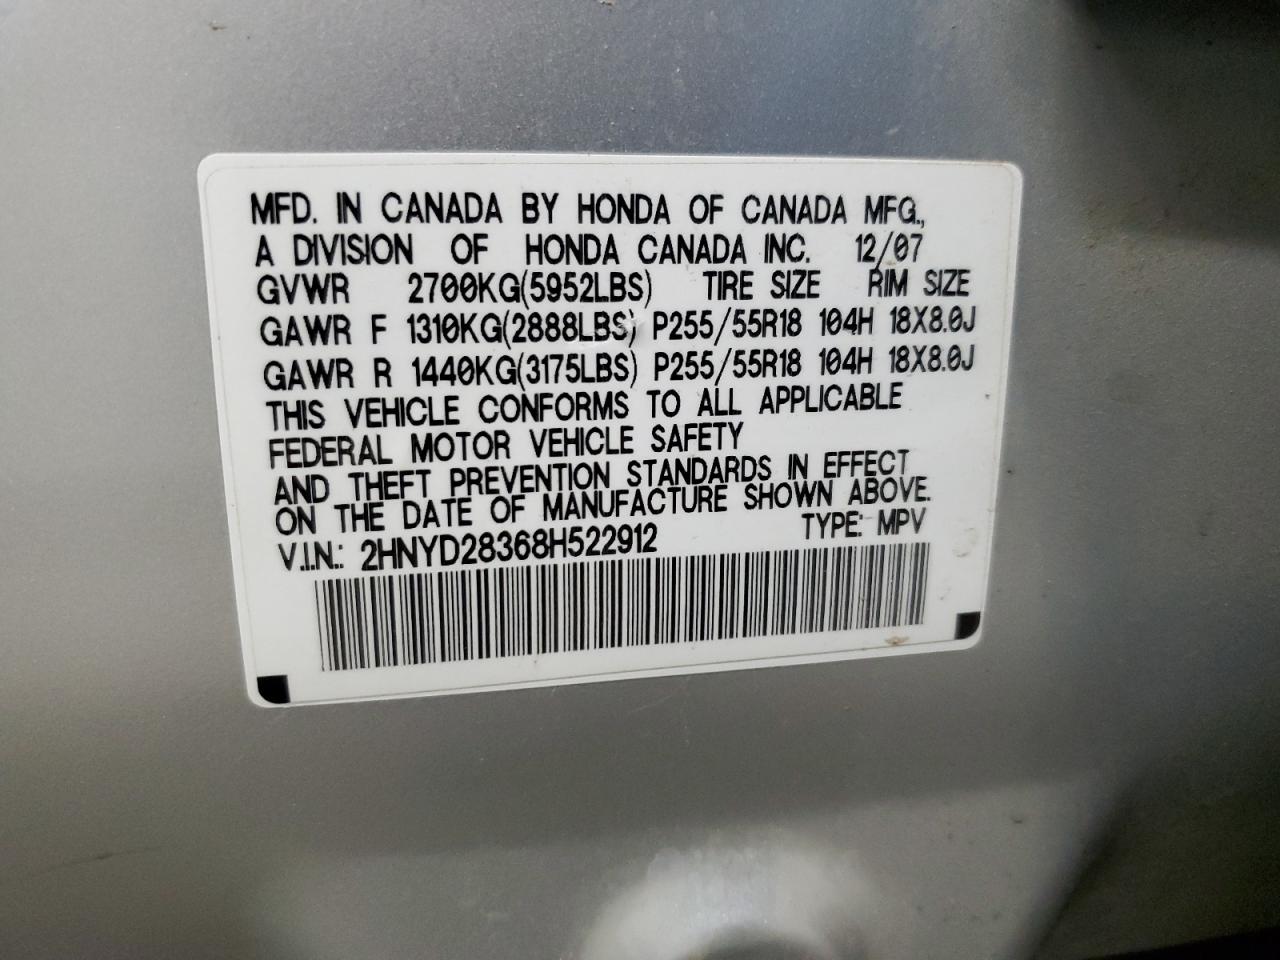 MFD. IN CANADA BY HONDA OF CANADA MFG.,
A DIVISION OF HONDA CANADA INC. 12/07
GVWR 2700KG(5952LBS) TIRE SIZE RIM SIZE
GAWR F 1310KG(2888LBS) P255/55R18 104H 18X8.0J
GAWR R 1440KG(3175LBS) P255/55R18 104H 18X8.0J
THIS VEHICLE CONFORMS TO ALL APPLICABLE
FEDERAL MOTOR VEHICLE SAFETY
AND THEFT PREVENTION STANDARDS IN EFFECT
ON THE DATE OF MANUFACTURE SHOWN ABOVE.
V.I.N.: 2HNYD28368H522912 TYPE: MPV